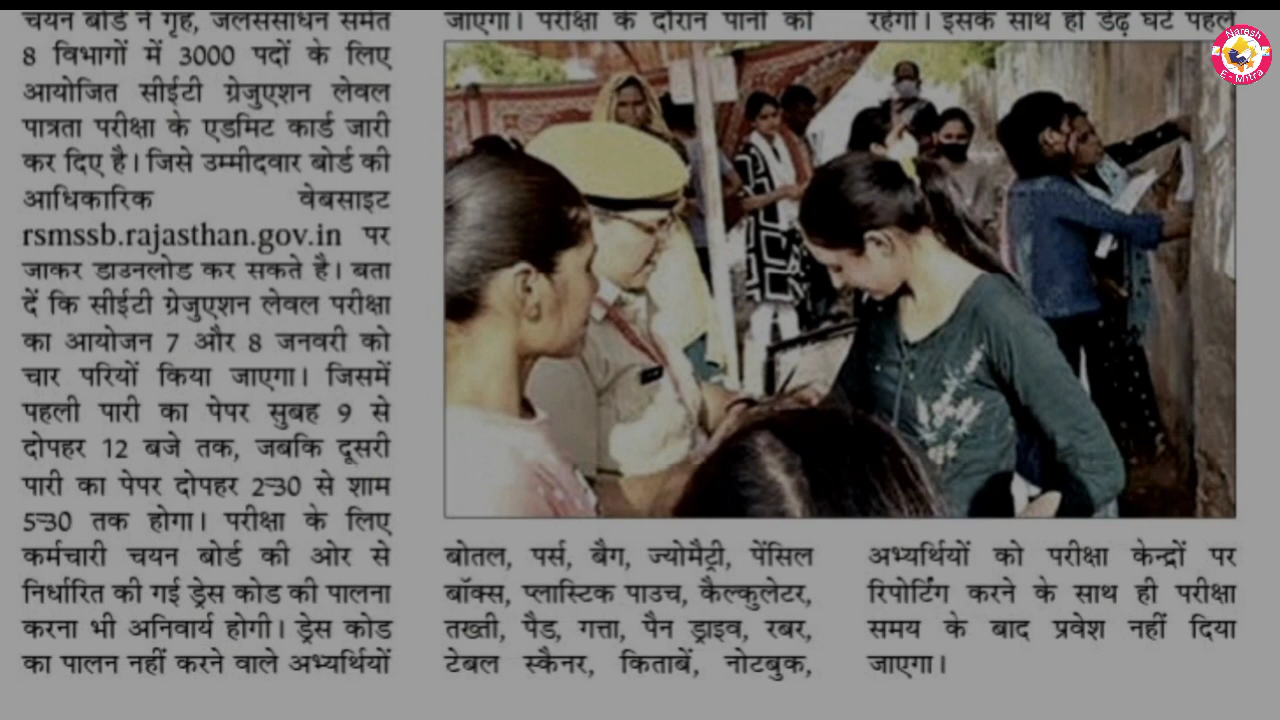 चयन बोर्ड ने गृह, जलसंसाधन समेत
8 विभागों में 3000 पदों के लिए
आयोजित सीईटी ग्रेजुएशन लेवल
पात्रता परीक्षा के एडमिट कार्ड जारी
कर दिए है। जिसे उम्मीदवार बोर्ड की
आधिकारिक वेबसाइट
rsmssb.rajasthan.gov.in पर
जाकर डाउनलोड कर सकते है। बता
दें कि सीईटी ग्रेजुएशन लेवल परीक्षा
का आयोजन 7 और 8 जनवरी को
चार परियों किया जाएगा। जिसमें
पहली पारी का पेपर सुबह 9 से
दोपहर 12 बजे तक, जबकि दूसरी
पारी का पेपर दोपहर 2-30 से शाम
5-30 तक होगा। परीक्षा के लिए
कर्मचारी चयन बोर्ड की ओर से
निर्धारित की गई ड्रेस कोड की पालना
करना भी अनिवार्य होगी। ड्रेस कोड
का पालन नहीं करने वाले अभ्यर्थियों
जाएगा। परीक्षा के दौरान पानी की
बोतल, पर्स, बैग, ज्योमैट्री, पेंसिल
बॉक्स, प्लास्टिक पाउच, कैल्कुलेटर,
तख्ती, पैड, गत्ता, पैन ड्राइव, रबर,
टेबल स्कैनर, किताबें, नोटबुक,
रहेगी। इसके साथ ही डेढ़ घंटे पहले
अभ्यर्थियों को परीक्षा केन्द्रों पर
रिपोर्टिंग करने के साथ ही परीक्षा
समय के बाद प्रवेश नहीं दिया
जाएगा।
Naresh
E - Mitra